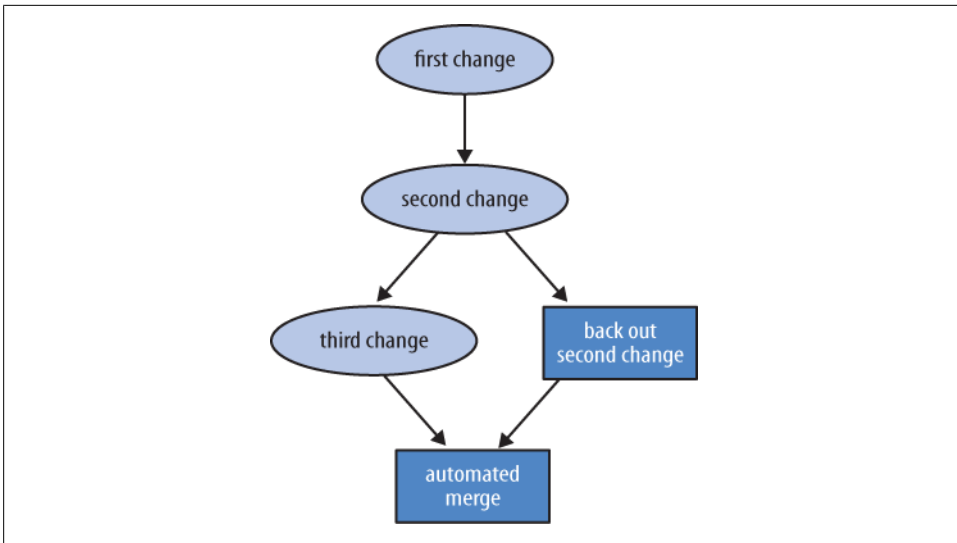 first change
second change
third change
back out
second change
automated
merge